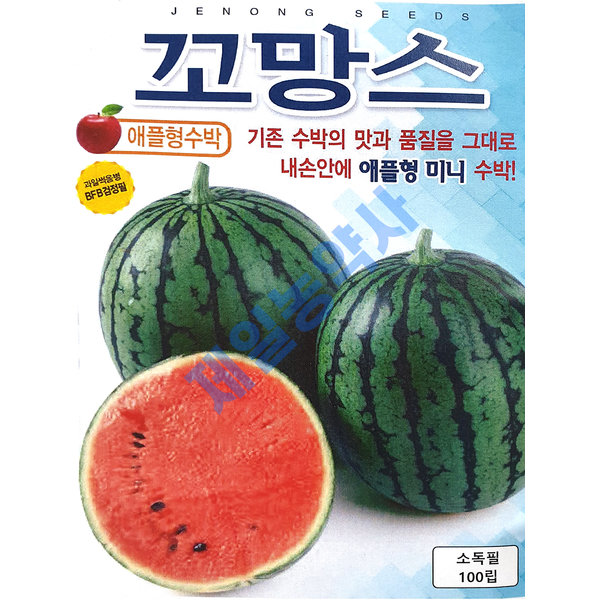 JENONG SEEDS
꼬망스
애플형수박
기존 수박의 맛과 품질을 그대로
내손안에 애플형 미니 수박!
과일썩음병
BFB검정필
제일농약사
소독필
100립